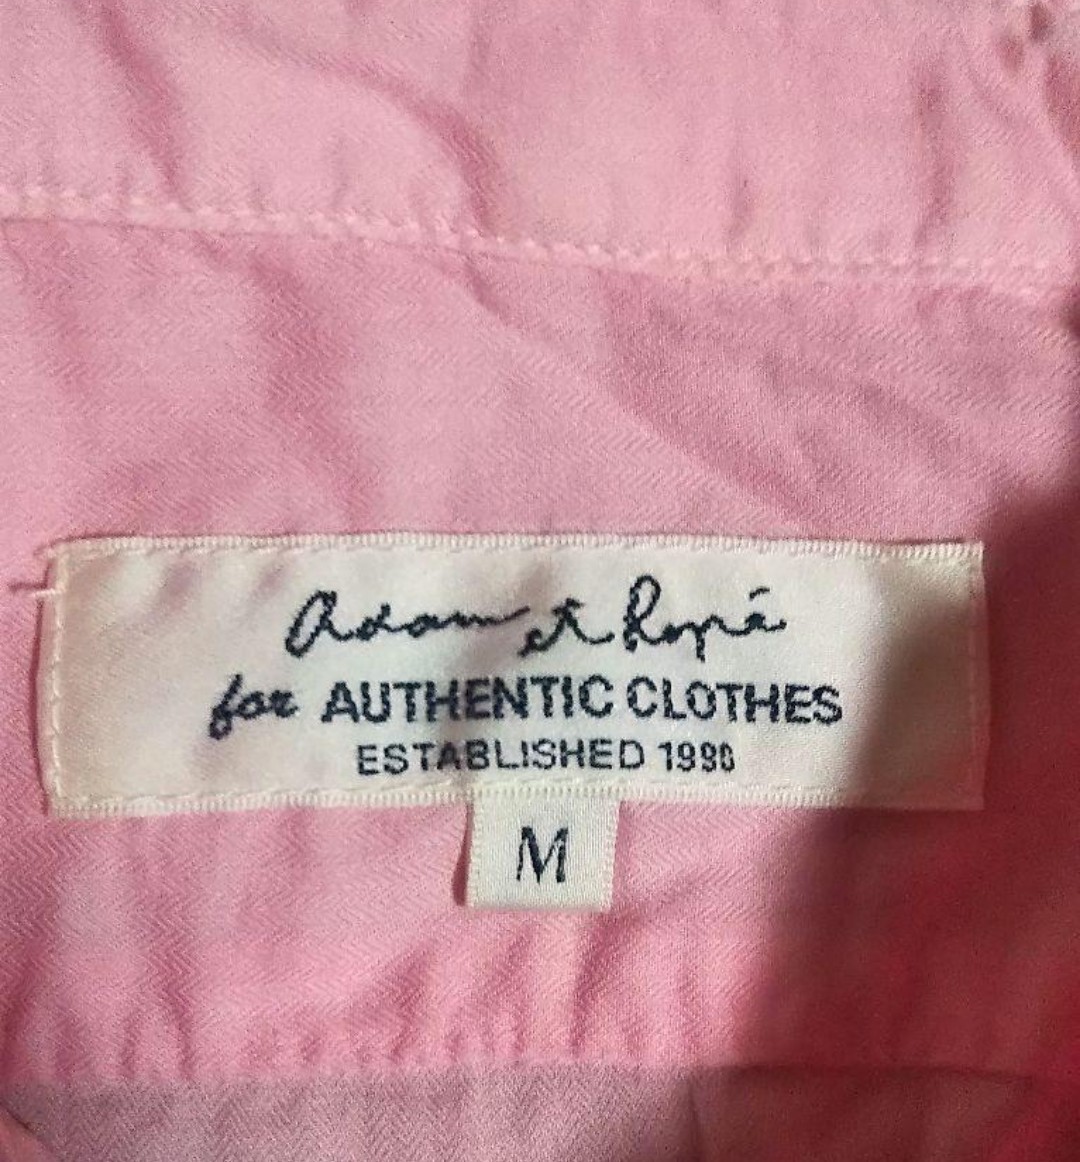 Adam et Ropé
for AUTHENTIC CLOTHES
ESTABLISHED 1990
M